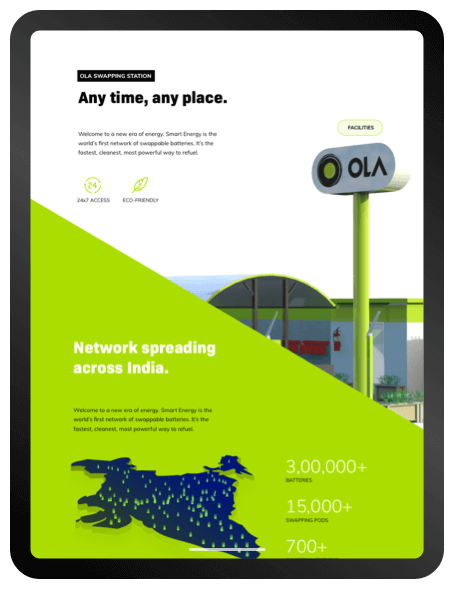 OLA SWAPPING STATION
Any time, any place.
Welcome to a new era of energy. Smart Energy is the
world's first network of swappable batteries. It's the
fastest, cleanest, most powerful way to refuel.
FACILITIES
OLA
24
24x7 ACCESS
ECO-FRIENDLY
Network spreading
across India.
Welcome to a new era of energy. Smart Energy is the
world's first network of swappable batteries. It's the
fastest, cleanest, most powerful way to refuel.
3,00,000+
BATTERIES
15,000+
SWAPPING PODS
700+